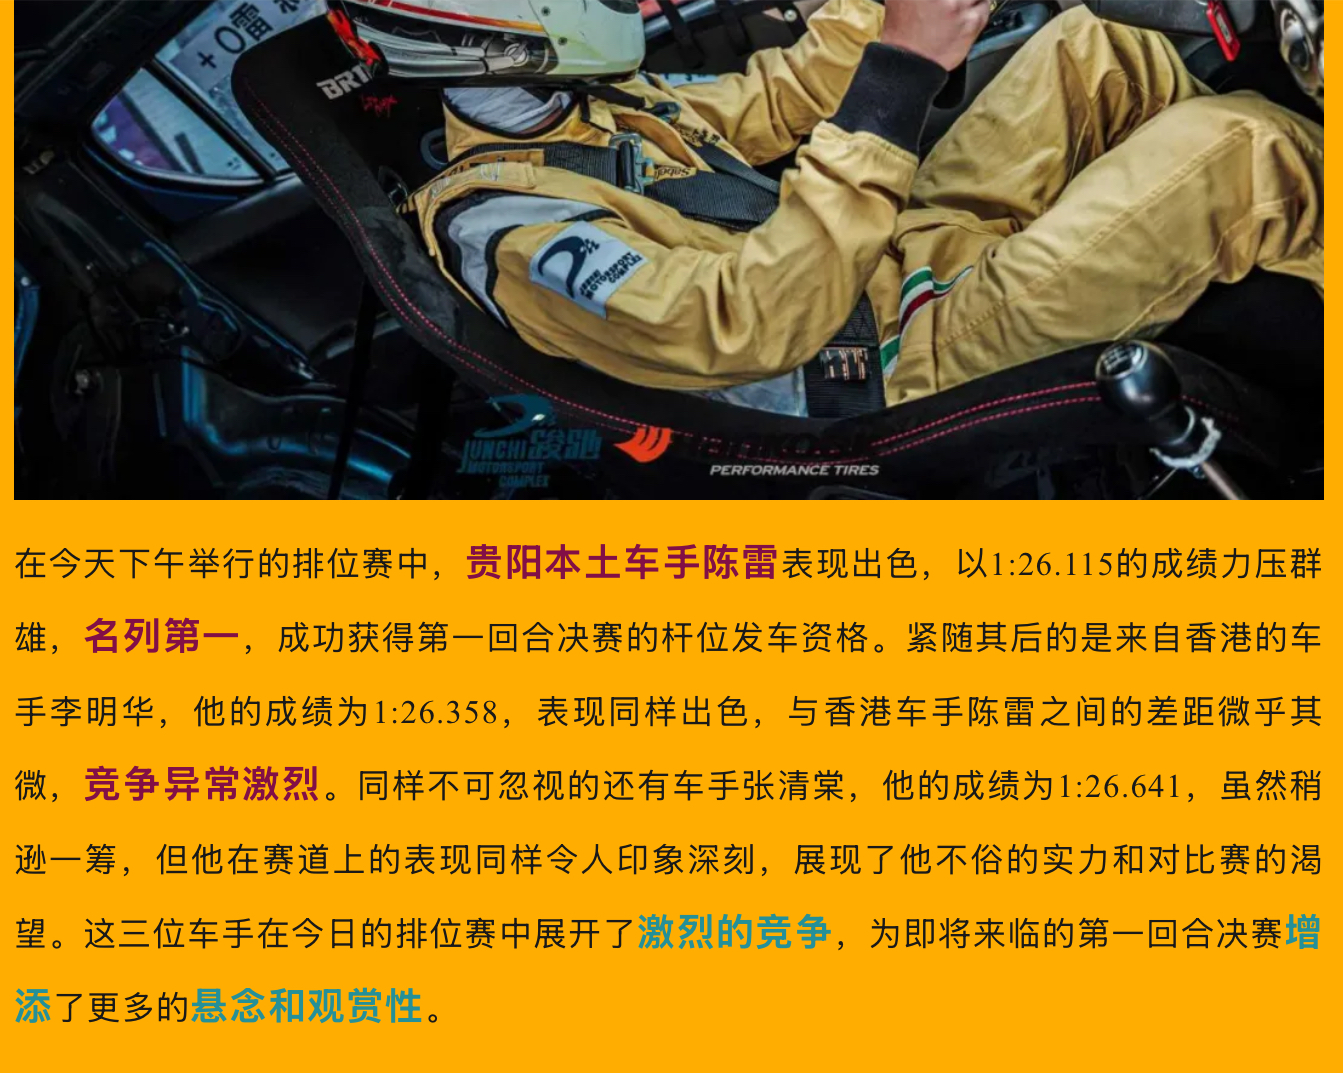 BRI
JUNCHI MOTORSPORT COMPLEX
JUNCHI骏驰
MOTORSPORT
COMPLEX
PERFORMANCE TIRES
在今天下午举行的排位赛中，贵阳本土车手陈雷表现出色，以1:26.115的成绩力压群
雄，名列第一，成功获得第一回合决赛的杆位发车资格。紧随其后的是来自香港的车
手李明华，他的成绩为1:26.358，表现同样出色，与香港车手陈雷之间的差距微乎其
微，竞争异常激烈。同样不可忽视的还有车手张清棠，他的成绩为1:26.641，虽然稍
逊一筹，但他在赛道上的表现同样令人印象深刻，展现了他不俗的实力和对比赛的渴
望。这三位车手在今日的排位赛中展开了激烈的竞争，为即将来临的第一回合决赛增
添了更多的悬念和观赏性。